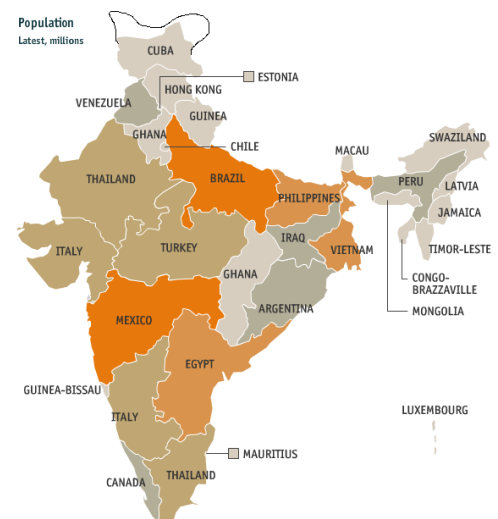 Population
Latest, millions
CUBA
ESTONIA
HONG KONG
VENEZUELA
GUINEA
GHANA
CHILE
SWAZILAND
MACAU
THAILAND
BRAZIL
PERU
LATVIA
PHILIPPINES
JAMAICA
IRAQ
ITALY
TURKEY
VIETNAM
TIMOR-LESTE
GHANA
CONGO-
BRAZZAVILLE
ARGENTINA
MONGOLIA
MEXICO
EGYPT
GUINEA-BISSAU
LUXEMBOURG
ITALY
MAURITIUS
THAILAND
CANADA